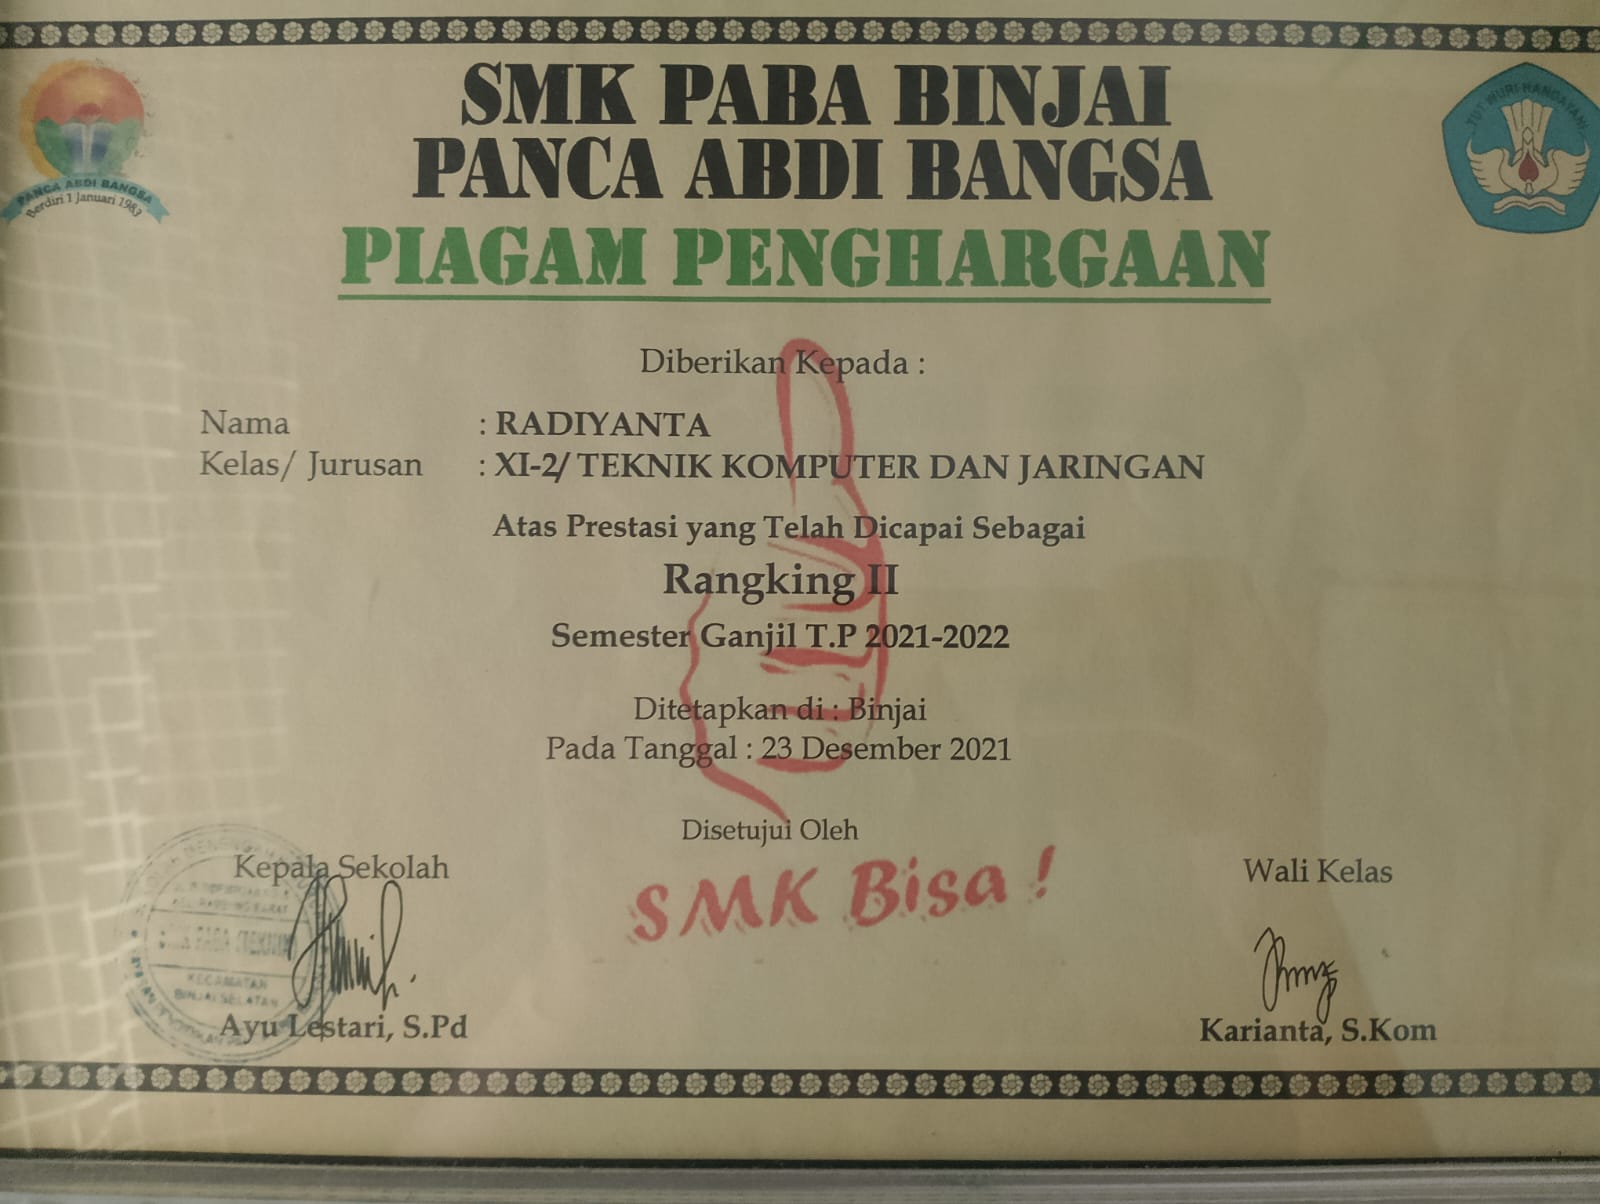 SMK PABA BINJAI
PANCA ABDI BANGSA
PIAGAM PENGHARGAAN
PANCA ABDI BANGSA
Berdiri 1 Januari 1983
TUT WURI HANDAYANI
Diberikan Kepada :
Nama : RADIYANTA
Kelas/ Jurusan : XI-2/ TEKNIK KOMPUTER DAN JARINGAN
Atas Prestasi yang Telah Dicapai Sebagai
Rangking II
Semester Ganjil T.P 2021-2022
Ditetapkan di : Binjai
Pada Tanggal : 23 Desember 2021
Disetujui Oleh
Kepala Sekolah
Wali Kelas
SMK Bisa !
SMK PABA (TEKNIK)
KECAMATAN
BINJAI SELATAN
Ayu Lestari, S.Pd
Karianta, S.Kom